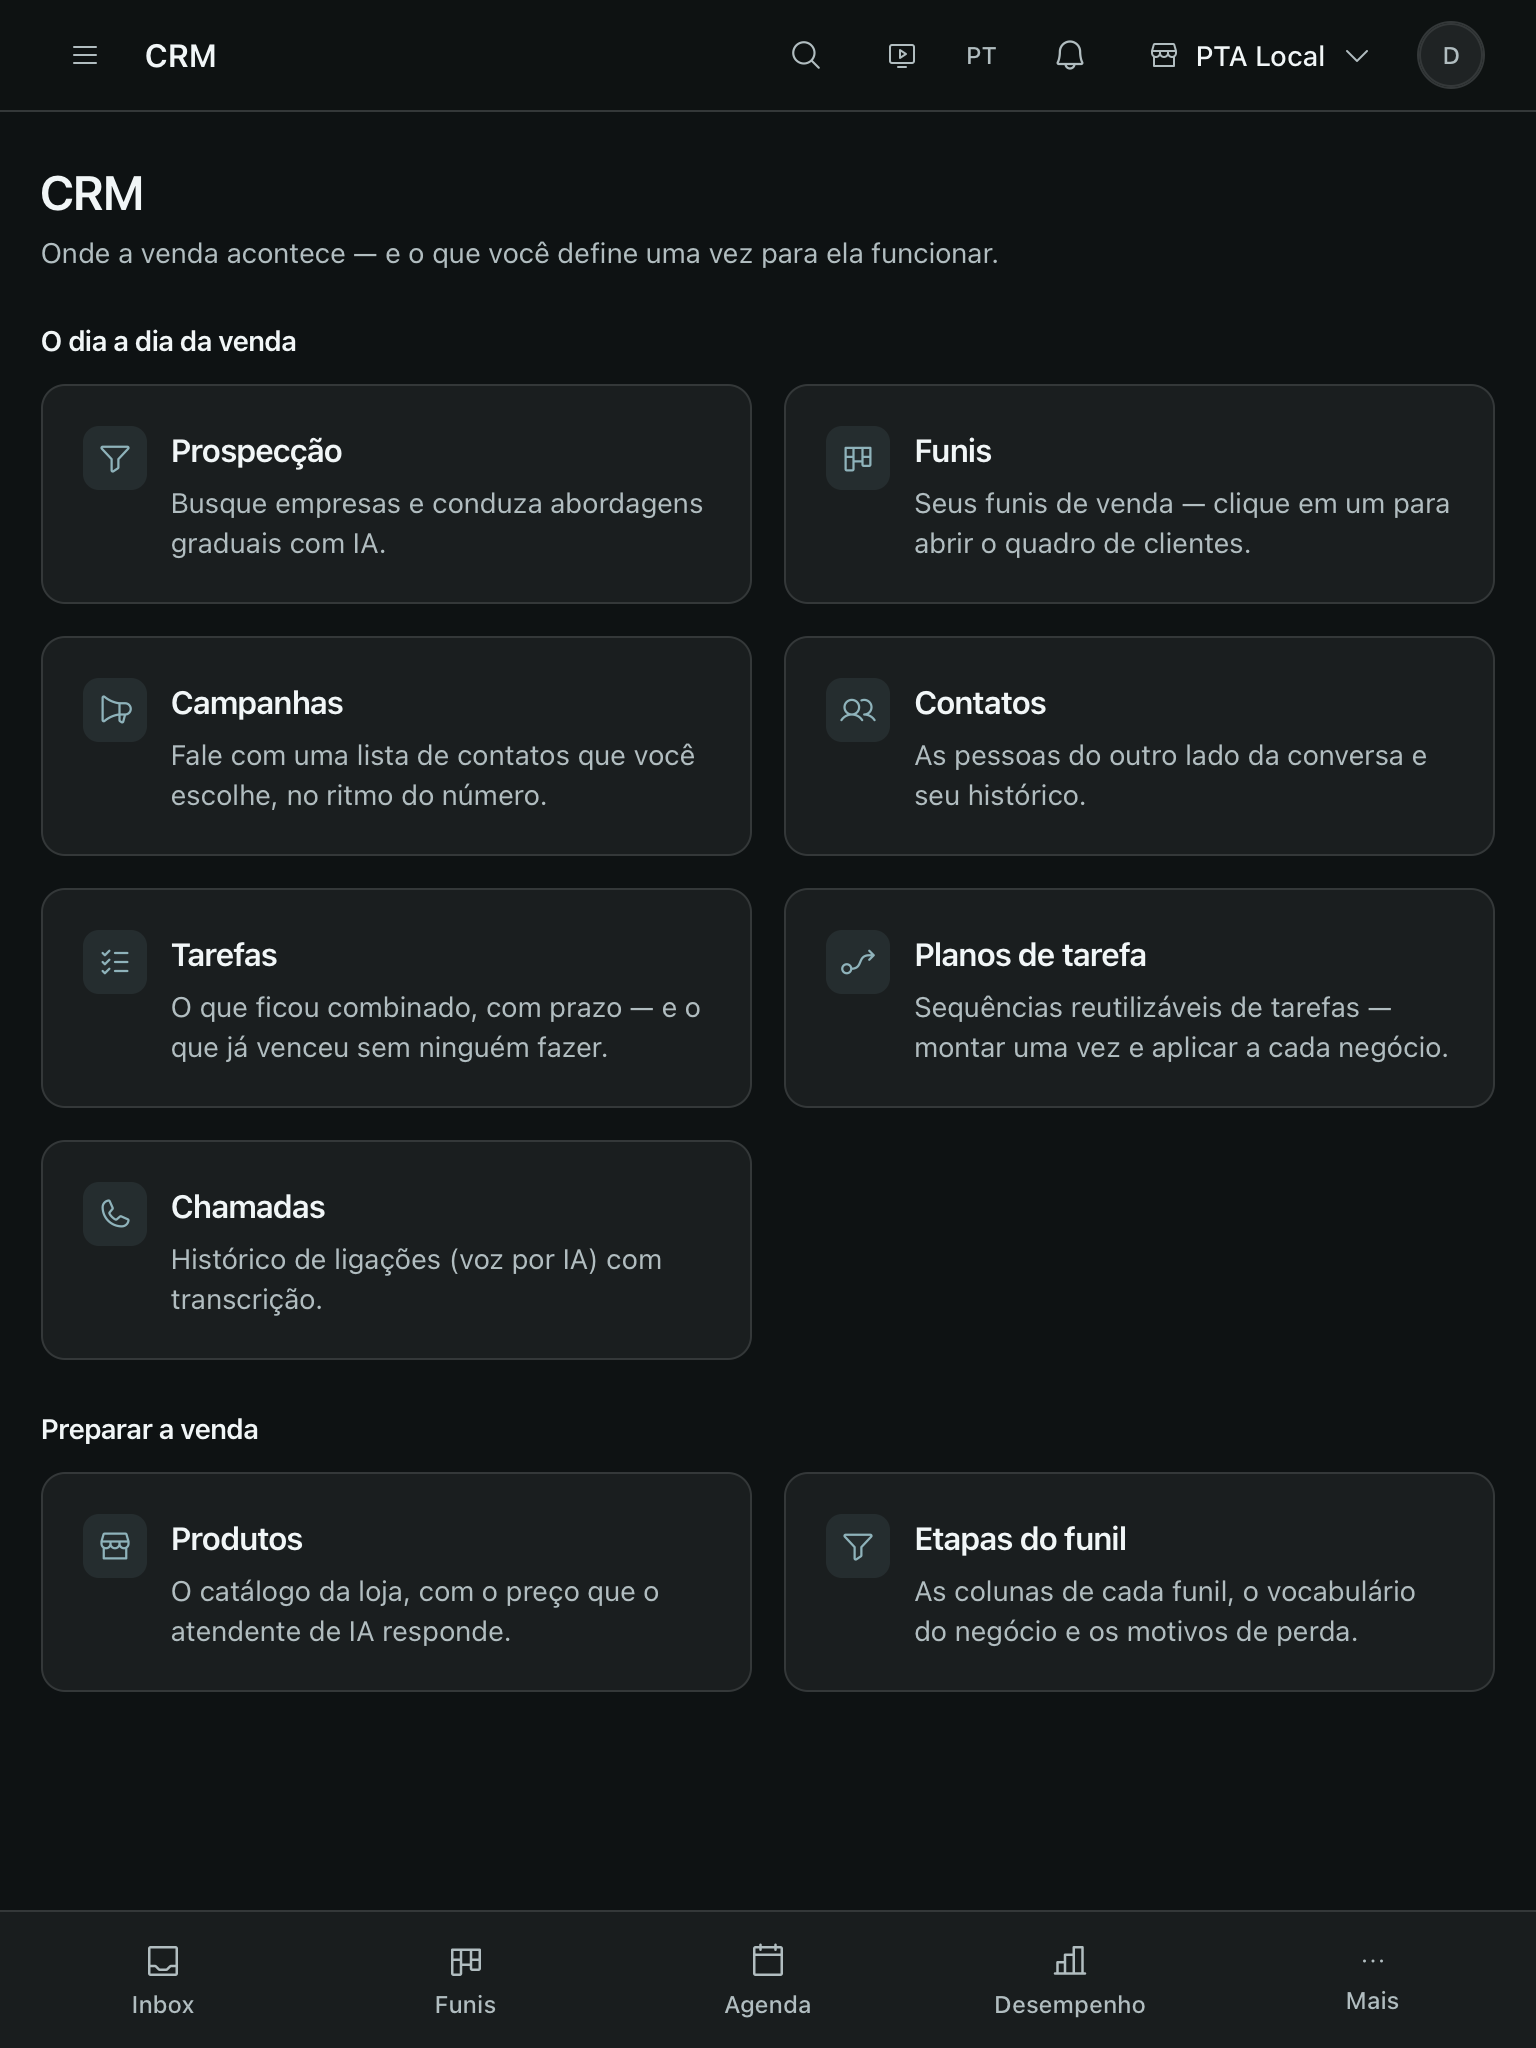 CRM
PT
PTA Local
D
CRM
Onde a venda acontece — e o que você define uma vez para ela funcionar.
O dia a dia da venda
Prospecção
Busque empresas e conduza abordagens
graduais com IA.
Funis
Seus funis de venda — clique em um para
abrir o quadro de clientes.
Campanhas
Fale com uma lista de contatos que você
escolhe, no ritmo do número.
Contatos
As pessoas do outro lado da conversa e
seu histórico.
Tarefas
O que ficou combinado, com prazo — e o
que já venceu sem ninguém fazer.
Planos de tarefa
Sequências reutilizáveis de tarefas —
montar uma vez e aplicar a cada negócio.
Chamadas
Histórico de ligações (voz por IA) com
transcrição.
Preparar a venda
Produtos
O catálogo da loja, com o preço que o
atendente de IA responde.
Etapas do funil
As colunas de cada funil, o vocabulário
do negócio e os motivos de perda.
Inbox
Funis
Agenda
Desempenho
Mais